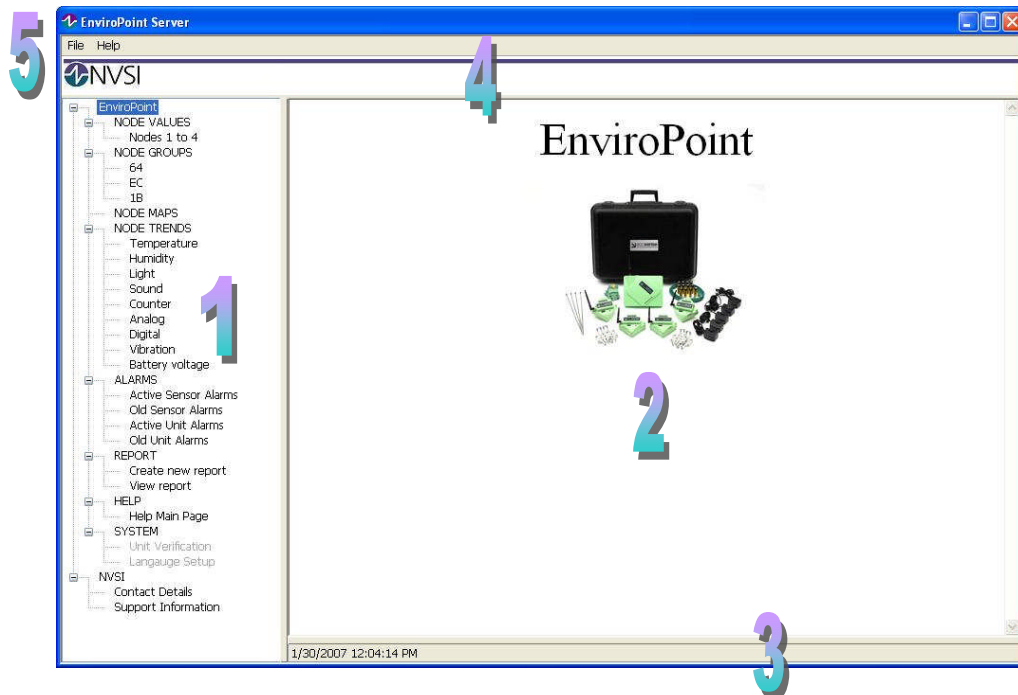 5
EnviroPoint Server
File Help
4
NVSI
EnviroPoint
NODE VALUES
Nodes 1 to 4
NODE GROUPS
64
EC
1B
NODE MAPS
NODE TRENDS
Temperature
Humidity
Light
Sound
Counter
Analog
Digital
Vibration
Battery voltage
ALARMS
Active Sensor Alarms
Old Sensor Alarms
Active Unit Alarms
Old Unit Alarms
REPORT
Create new report
View report
HELP
Help Main Page
SYSTEM
Unit Verification
Langauge Setup
NVSI
Contact Details
Support Information
1
EnviroPoint
2
1/30/2007 12:04:14 PM
3